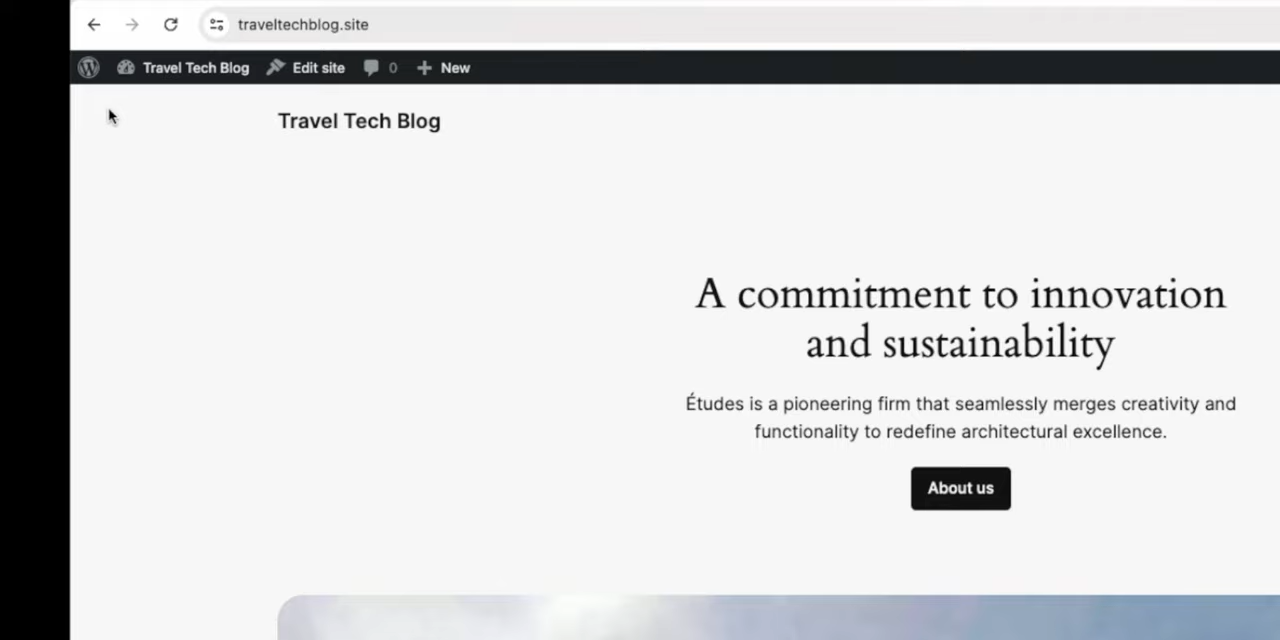 traveltechblog.site
Travel Tech Blog Edit site 0 New
Travel Tech Blog
A commitment to innovation
and sustainability
Études is a pioneering firm that seamlessly merges creativity and
functionality to redefine architectural excellence.
About us